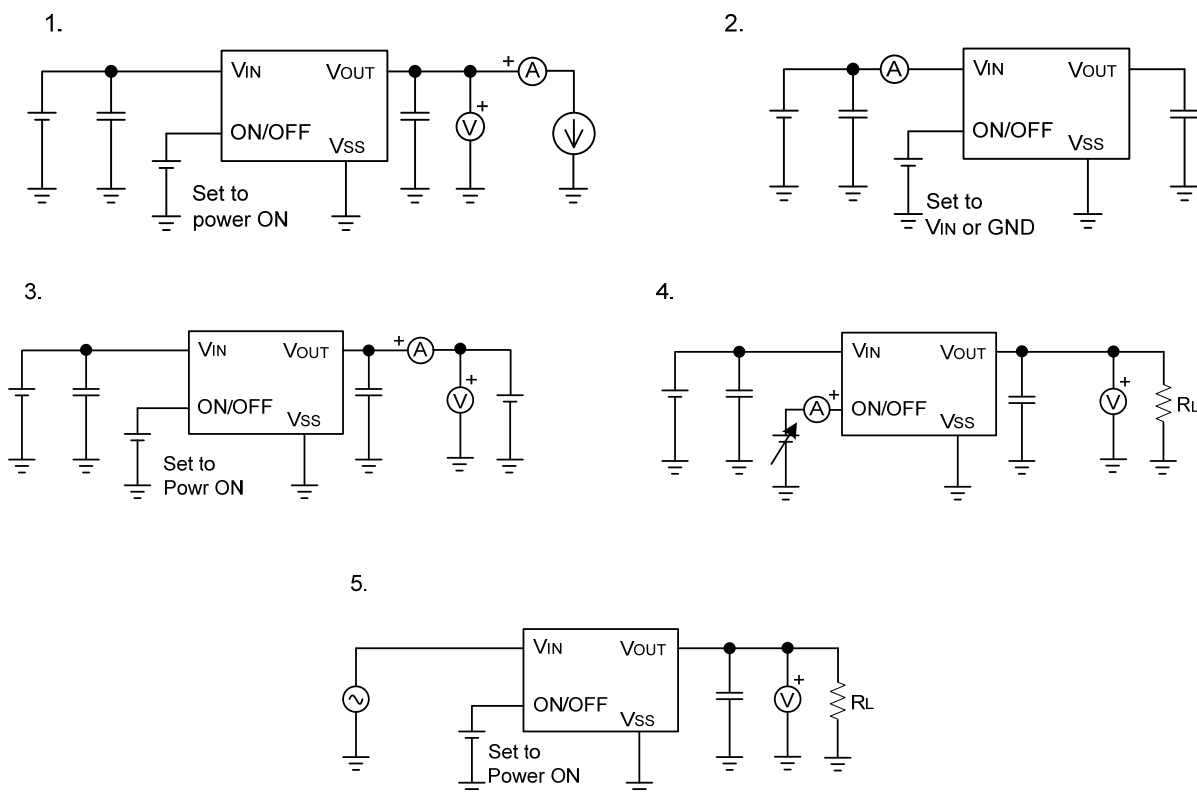 1.
VIN VOUT
ON/OFF
VSS
+ A
+
V
Set to
power ON
2.
A
VIN VOUT
ON/OFF
VSS
Set to
VIN or GND
3.
VIN VOUT
ON/OFF
VSS
+ A
+
V
Set to
Powr ON
4.
VIN VOUT
A + ON/OFF
VSS
+
V
RL
5.
VIN VOUT
ON/OFF
VSS
+
V
RL
Set to
Power ON